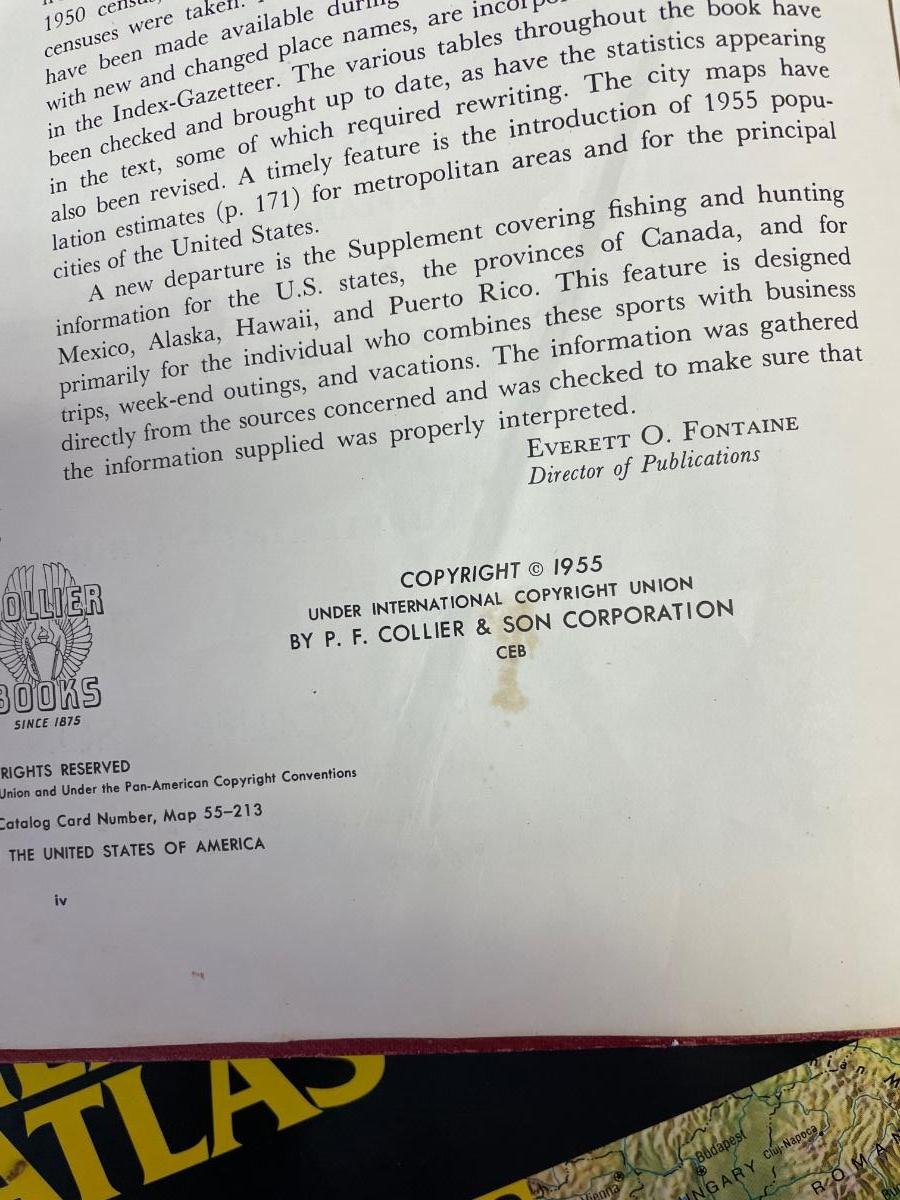 1950 census,
censuses were taken.
have been made available during
with new and changed place names, are
in the Index-Gazetteer. The various tables throughout the book have
been checked and brought up to date, as have the statistics appearing
in the text, some of which required rewriting. The city maps have
also been revised. A timely feature is the introduction of 1955 popu-
lation estimates (p. 171) for metropolitan areas and for the principal
cities of the United States.
A new departure is the Supplement covering fishing and hunting
information for the U.S. states, the provinces of Canada, and for
Mexico, Alaska, Hawaii, and Puerto Rico. This feature is designed
primarily for the individual who combines these sports with business
trips, week-end outings, and vacations. The information was gathered
directly from the sources concerned and was checked to make sure that
the information supplied was properly interpreted.
EVERETT O. FONTAINE
Director of Publications
COPYRIGHT © 1955
UNDER INTERNATIONAL COPYRIGHT UNION
BY P. F. COLLIER & SON CORPORATION
CEB
OLLIER
BOOKS
SINCE 1875
RIGHTS RESERVED
Union and Under the Pan-American Copyright Conventions
Catalog Card Number, Map 55–213
THE UNITED STATES OF AMERICA
iv
ATLAS
Budapest
Cluj-Napoca
Vienna
NGARY
ROMAN